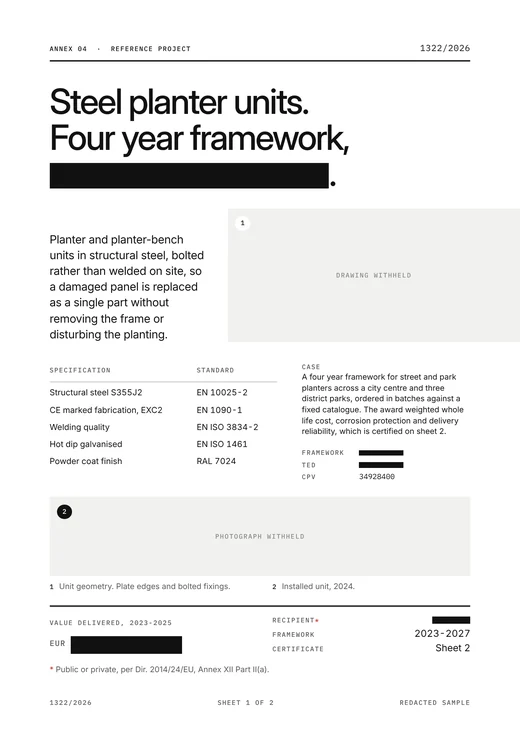 ANNEX 04 · REFERENCE PROJECT
1322/2026
Steel planter units.
Four year framework,
.
1
DRAWING WITHHELD
Planter and planter-bench
units in structural steel, bolted
rather than welded on site, so
a damaged panel is replaced
as a single part without
removing the frame or
disturbing the planting.
SPECIFICATION STANDARD
Structural steel S355J2 EN 10025-2
CE marked fabrication, EXC2 EN 1090-1
Welding quality EN ISO 3834-2
Hot dip galvanised EN ISO 1461
Powder coat finish RAL 7024
CASE
A four year framework for street and park
planters across a city centre and three
district parks, ordered in batches against a
fixed catalogue. The award weighted whole
life cost, corrosion protection and delivery
reliability, which is certified on sheet 2.
FRAMEWORK
TED
CPV 34928400
2
PHOTOGRAPH WITHHELD
1 Unit geometry. Plate edges and bolted fixings.
2 Installed unit, 2024.
VALUE DELIVERED, 2023-2025
EUR
RECIPIENT*
FRAMEWORK 2023-2027
CERTIFICATE Sheet 2
* Public or private, per Dir. 2014/24/EU, Annex XII Part II(a).
1322/2026 SHEET 1 OF 2 REDACTED SAMPLE